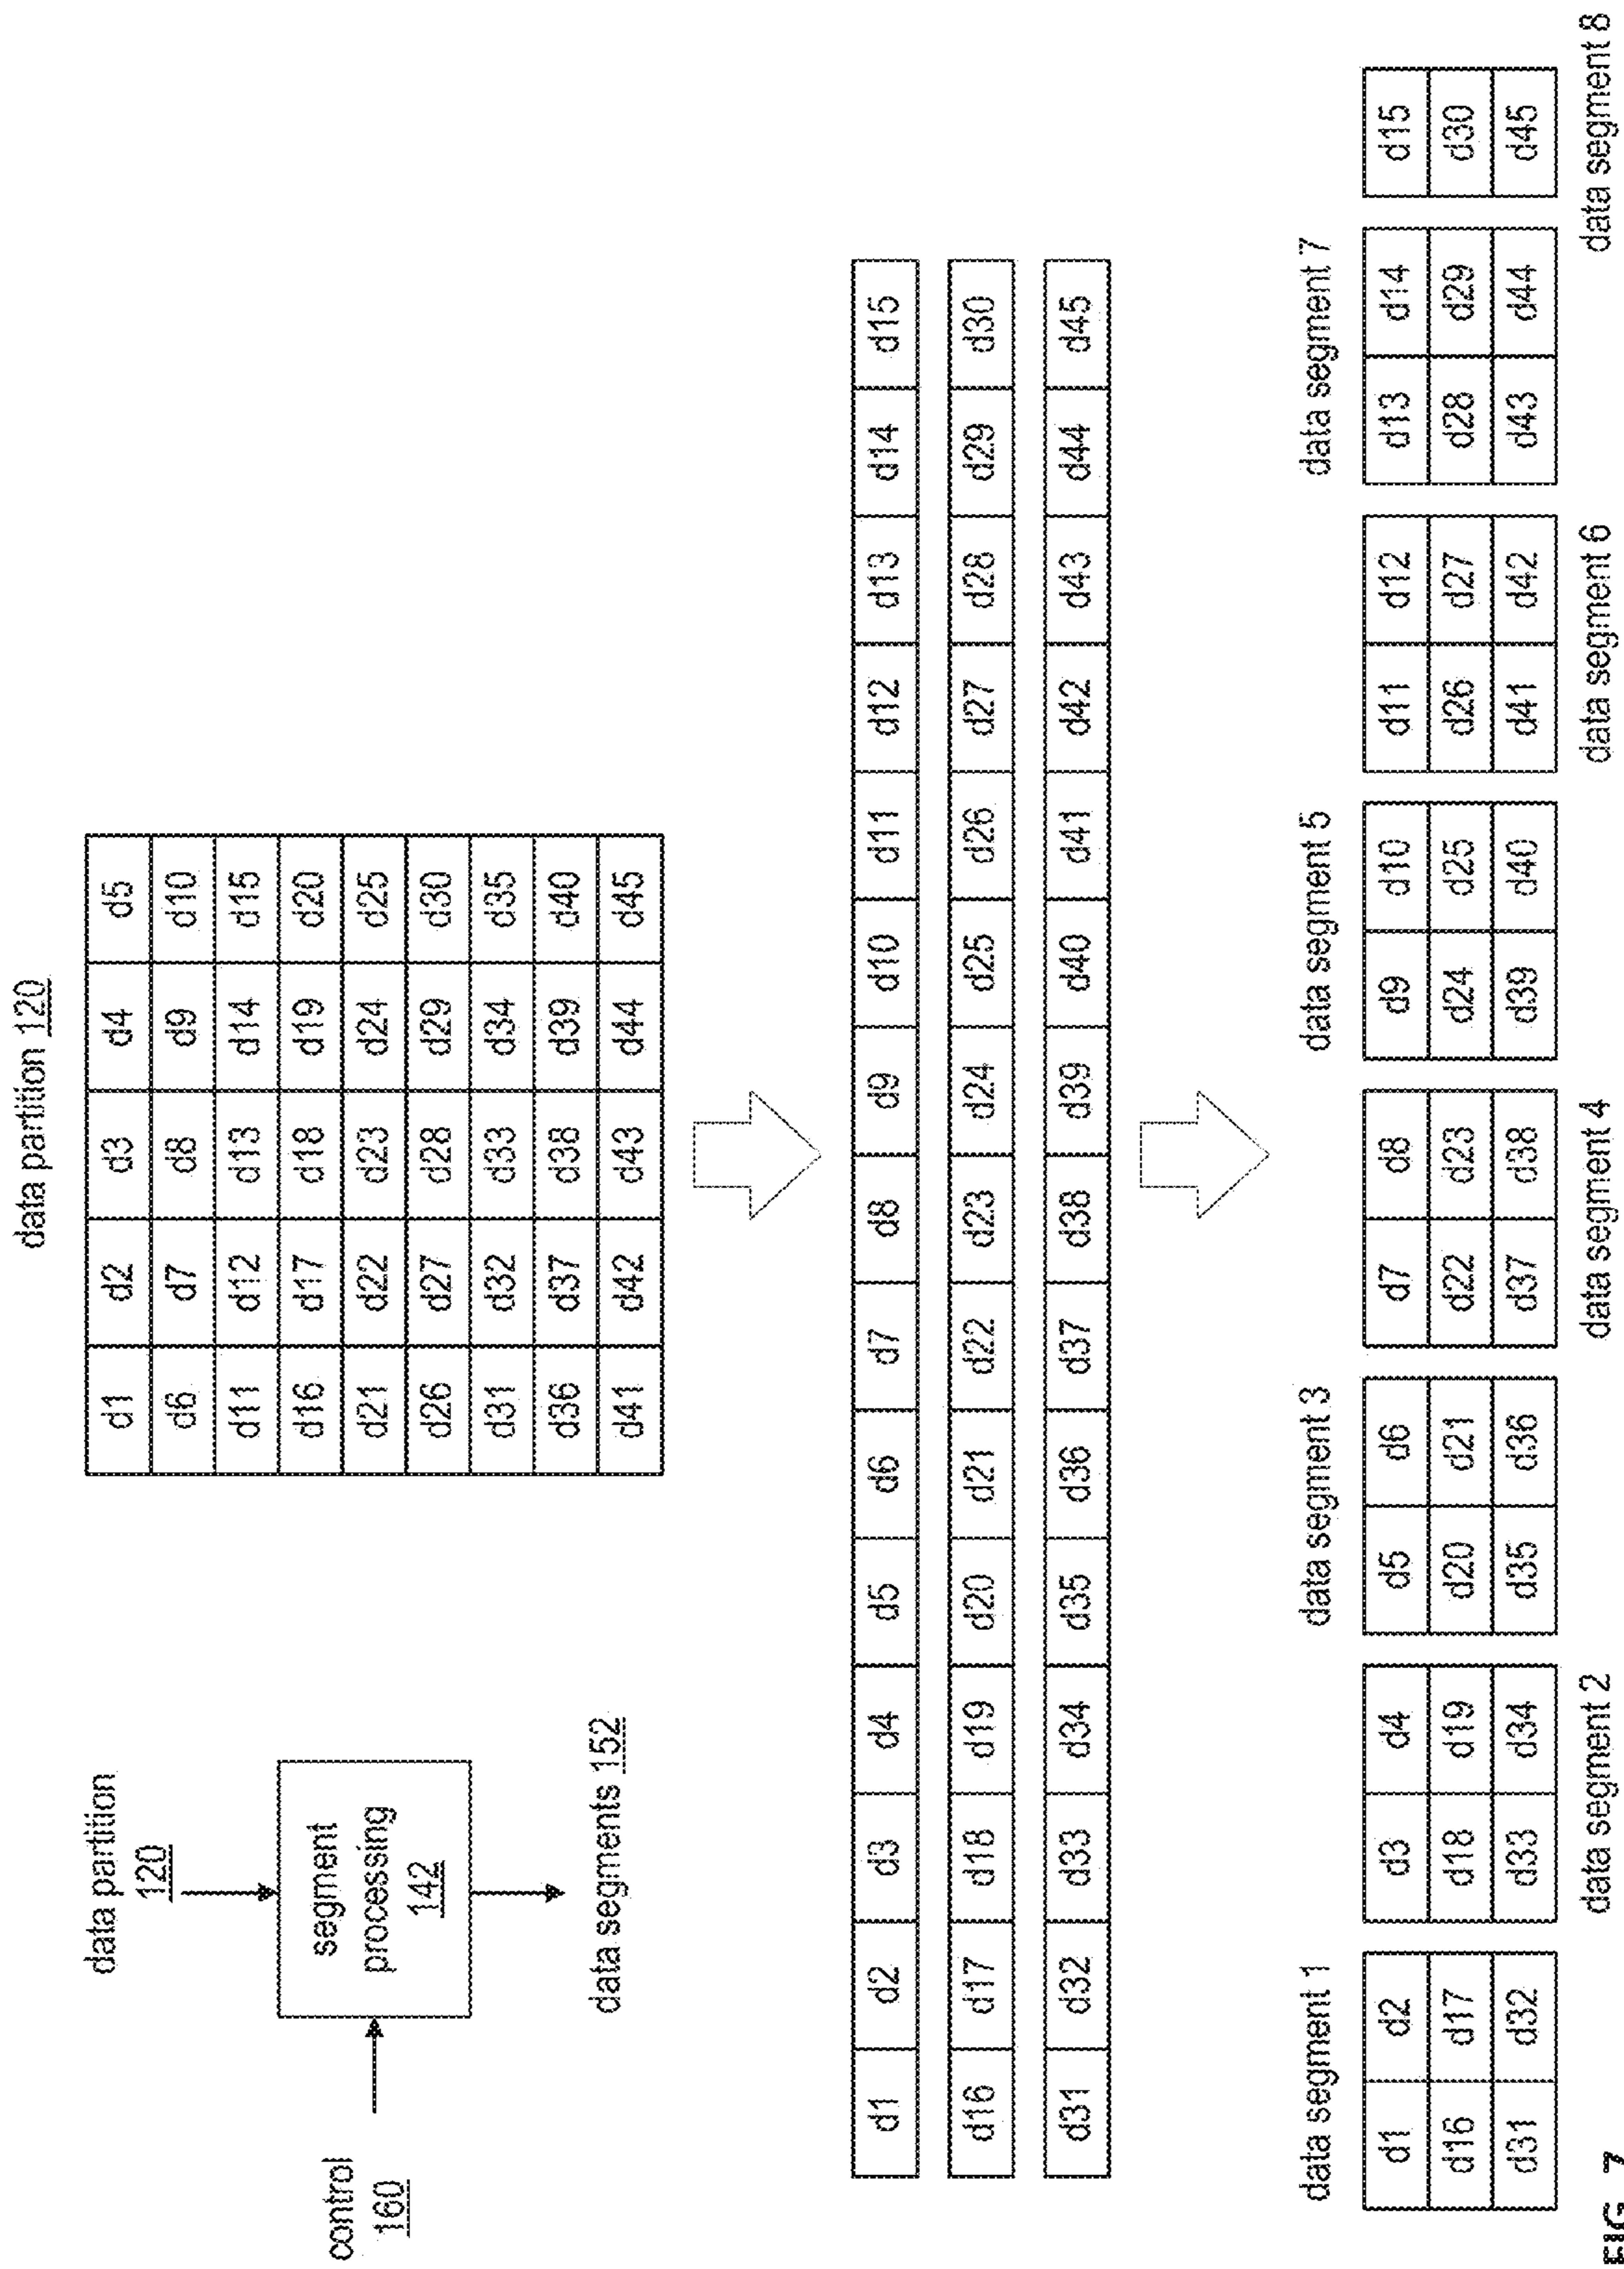 data partition
120
control
160
segment
processing
142
data segments 152
data partition 120
d1 d2 d3 d4 d5
d6 d7 d8 d9 d10
d11 d12 d13 d14 d15
d16 d17 d18 d19 d20
d21 d22 d23 d24 d25
d26 d27 d28 d29 d30
d31 d32 d33 d34 d35
d36 d37 d38 d39 d40
d41 d42 d43 d44 d45
d1 d2 d3 d4 d5 d6 d7 d8 d9 d10 d11 d12 d13 d14 d15
d16 d17 d18 d19 d20 d21 d22 d23 d24 d25 d26 d27 d28 d29 d30
d31 d32 d33 d34 d35 d36 d37 d38 d39 d40 d41 d42 d43 d44 d45
data segment 1 data segment 3 data segment 5 data segment 7
d1 d2 d3 d4 d5 d6 d7 d8 d9 d10 d11 d12 d13 d14 d15
d16 d17 d18 d19 d20 d21 d22 d23 d24 d25 d26 d27 d28 d29 d30
d31 d32 d33 d34 d35 d36 d37 d38 d39 d40 d41 d42 d43 d44 d45
data segment 2 data segment 4 data segment 6 data segment 8
FIG. 7